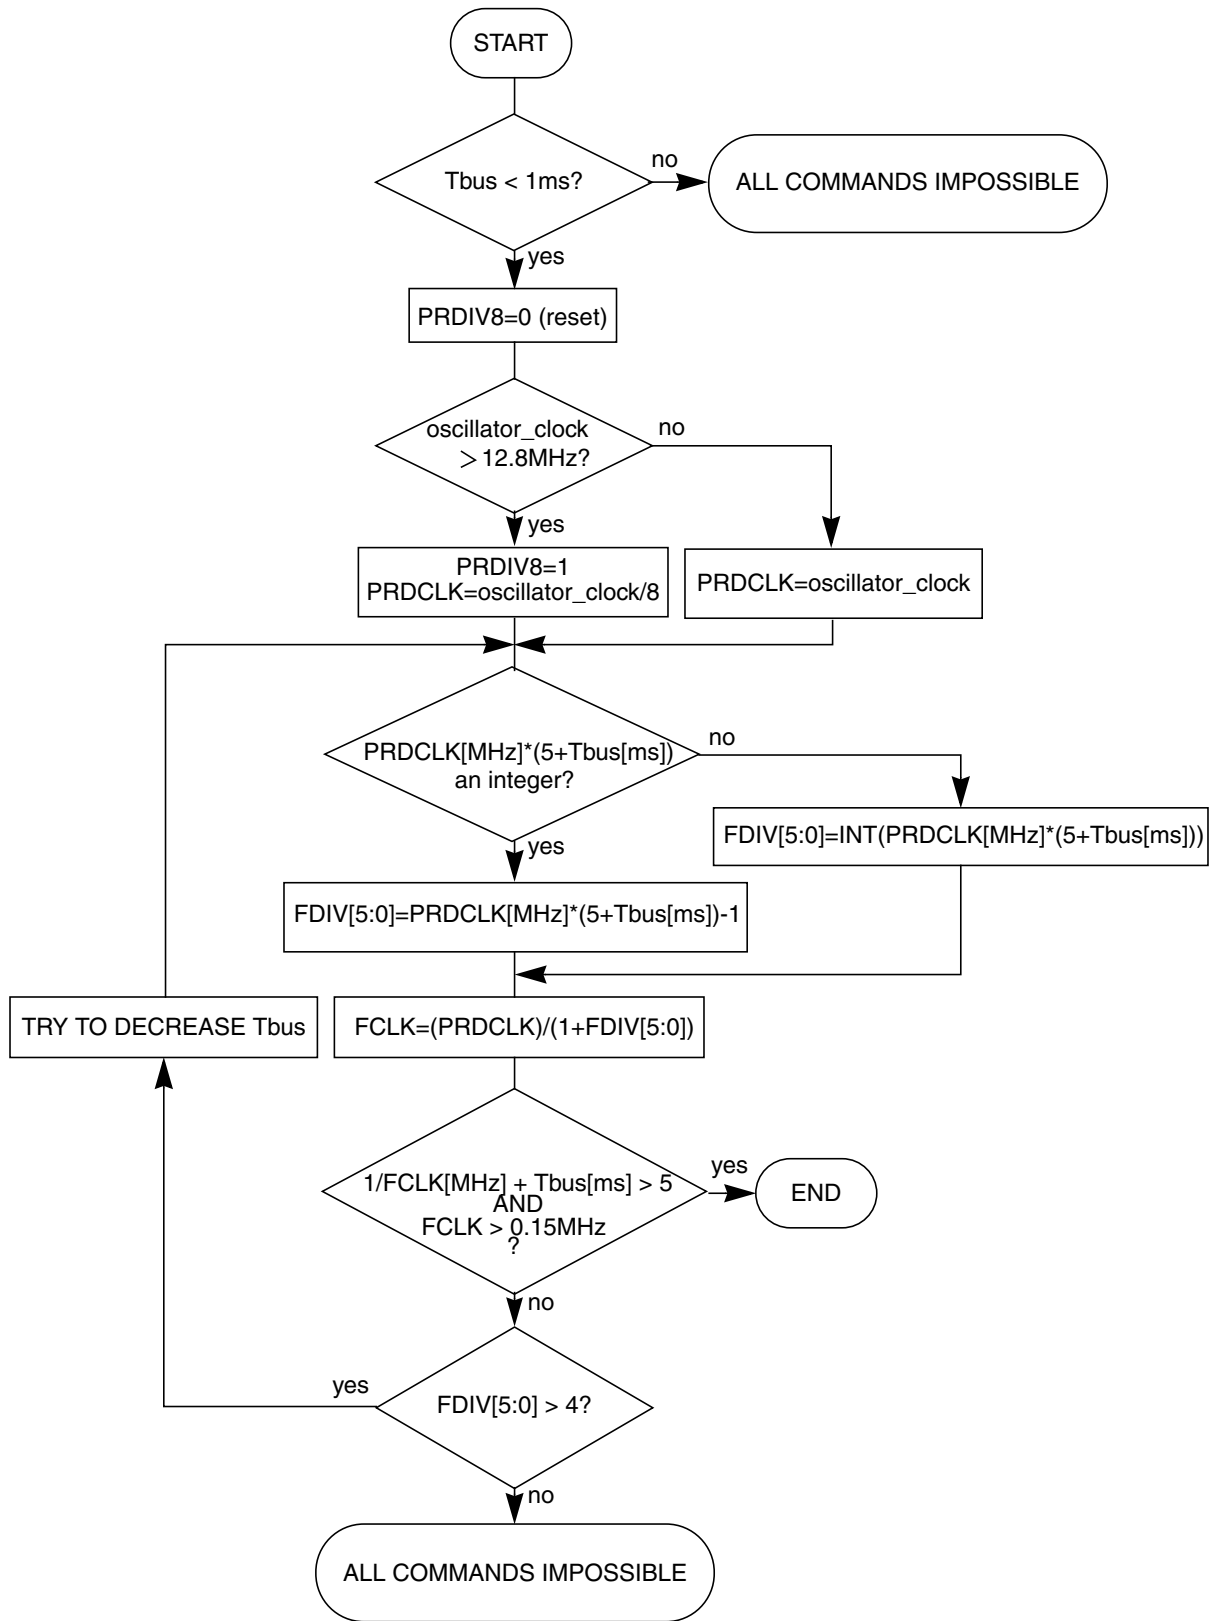 START
Tbus < 1ms?
no
ALL COMMANDS IMPOSSIBLE
yes
PRDIV8=0 (reset)
oscillator_clock
> 12.8MHz?
no
yes
PRDIV8=1
PRDCLK=oscillator_clock/8
PRDCLK=oscillator_clock
PRDCLK[MHz]*(5+Tbus[ms])
an integer?
no
yes
FDIV[5:0]=INT(PRDCLK[MHz]*(5+Tbus[ms]))
FDIV[5:0]=PRDCLK[MHz]*(5+Tbus[ms])-1
TRY TO DECREASE Tbus
FCLK=(PRDCLK)/(1+FDIV[5:0])
1/FCLK[MHz] + Tbus[ms] > 5
AND
FCLK > 0.15MHz
?
yes
END
no
FDIV[5:0] > 4?
yes
no
ALL COMMANDS IMPOSSIBLE